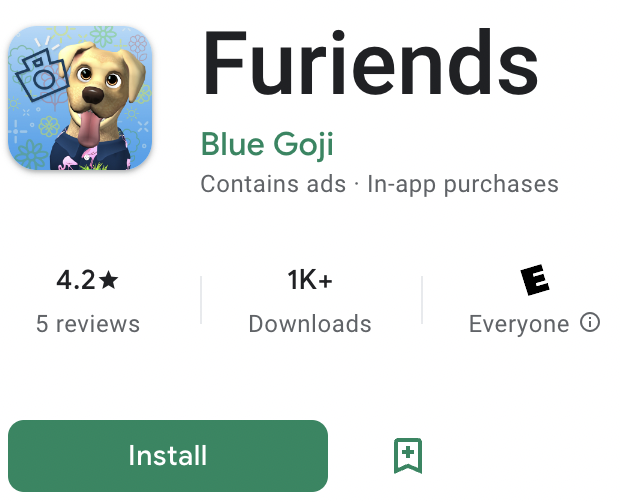 Furiends
Blue Goji
Contains ads · In-app purchases
4.2★
1K+
E
5 reviews
Downloads
Everyone
Install